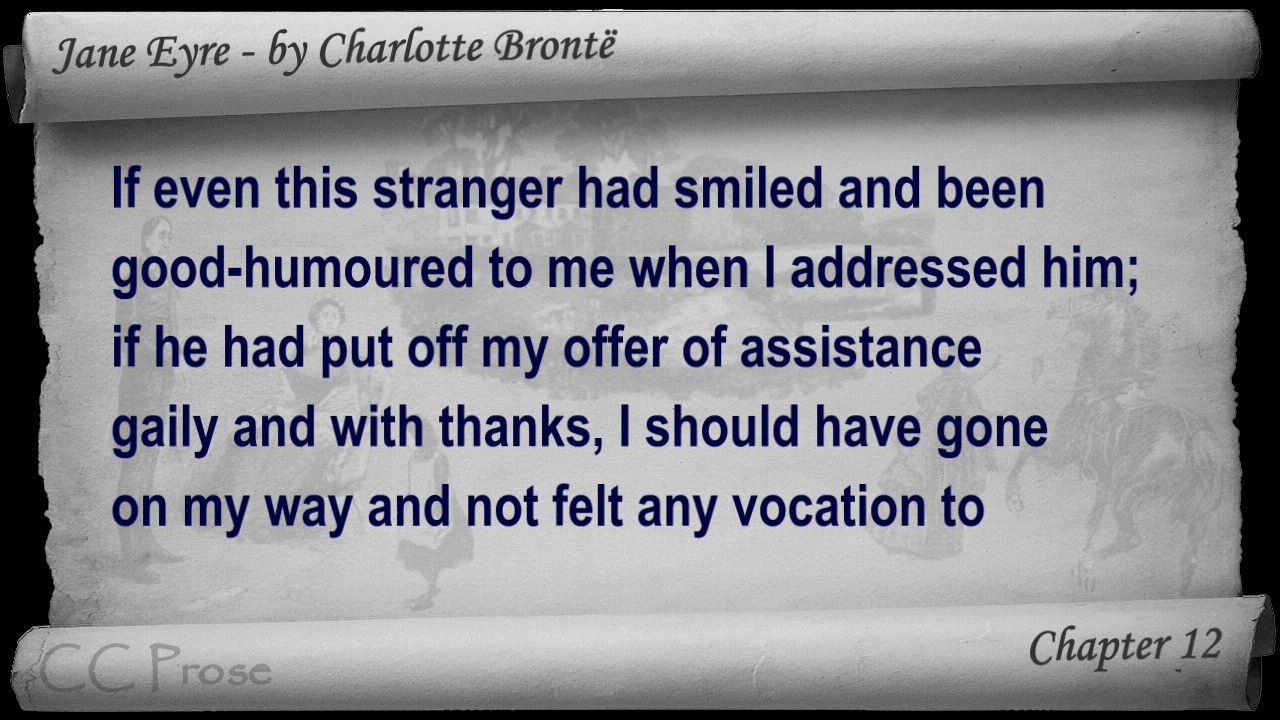 Jane Eyre - by Charlotte Brontë
If even this stranger had smiled and been
good-humoured to me when I addressed him;
if he had put off my offer of assistance
gaily and with thanks, I should have gone
on my way and not felt any vocation to
CC Prose
Chapter 12